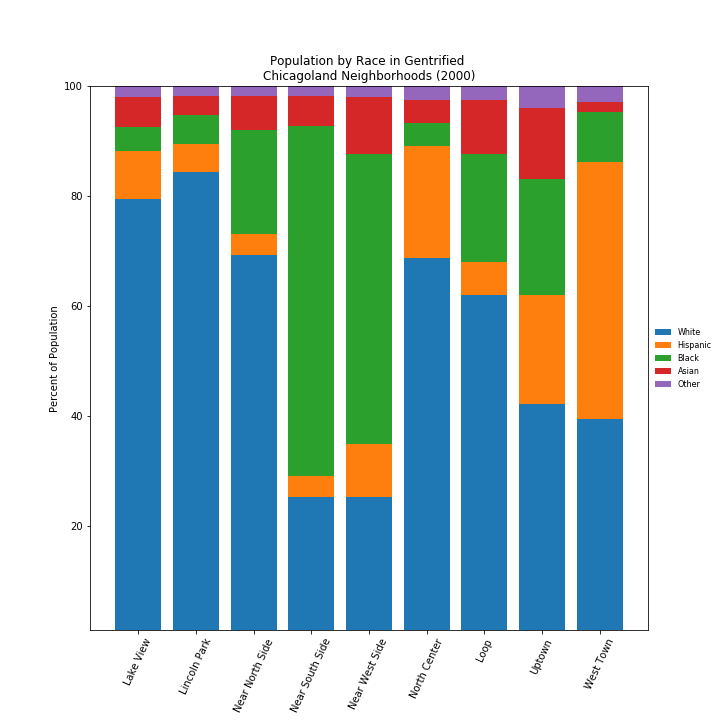 Population by Race in Gentrified
Chicagoland Neighborhoods (2000)
100
80
60
40
20
Percent of Population
White
Hispanic
Black
Asian
Other
Lake View
Lincoln Park
Near North Side
Near South Side
Near West Side
North Center
Loop
Uptown
West Town